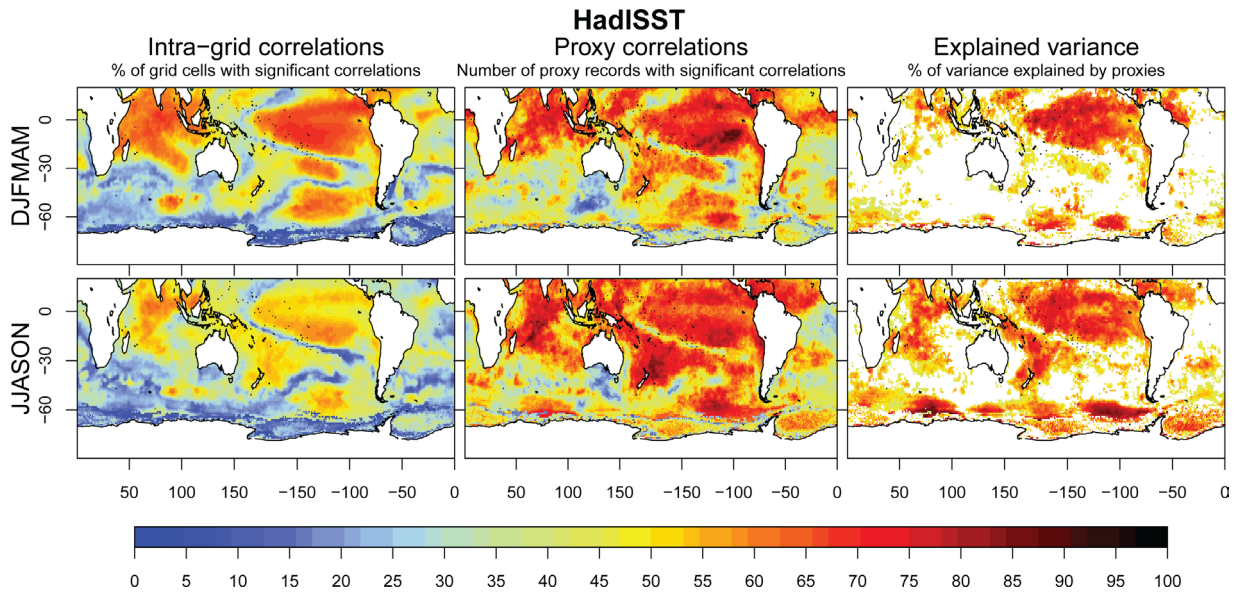 HadISST
Intra−grid correlations Proxy correlations Explained variance
% of grid cells with significant correlations Number of proxy records with significant correlations % of variance explained by proxies
DJFMAM
0
−30
−60
JJASON
0
−30
−60
50 100 150 −150 −100 −50 0 50 100 150 −150 −100 −50 0 50 100 150 −150 −100 −50 0
0 5 10 15 20 25 30 35 40 45 50 55 60 65 70 75 80 85 90 95 100